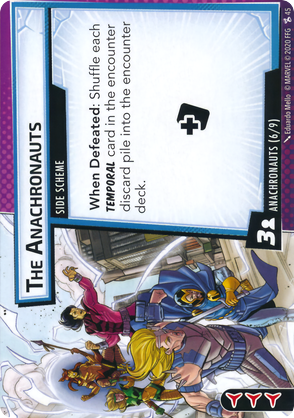 THE ANACHRONAUTS
SIDE SCHEME
When Defeated: Shuffle each
TEMPORAL card in the encounter
discard pile into the encounter
deck.
3
ANACHRONAUTS (6/9)
Eduardo Mello © MARVEL © 2020 FFG 45